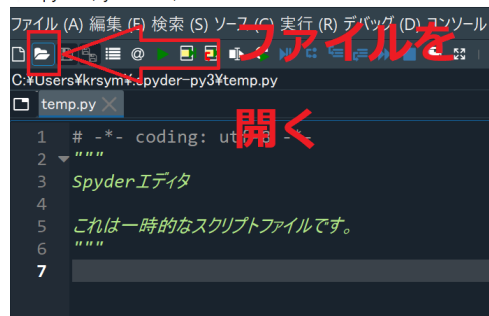 ファイル (A) 編集 (E) 検索 (S) ソース (C) 実行 (R) デバッグ (D) コンソール
ファイルを
開く
C:¥Users¥krsym¥.spyder-py3¥temp.py
temp.py
1 # -*- coding: utf-8 -*-
2 """
3 Spyderエディタ
4
5 これは一時的なスクリプトファイルです。
6 """
7